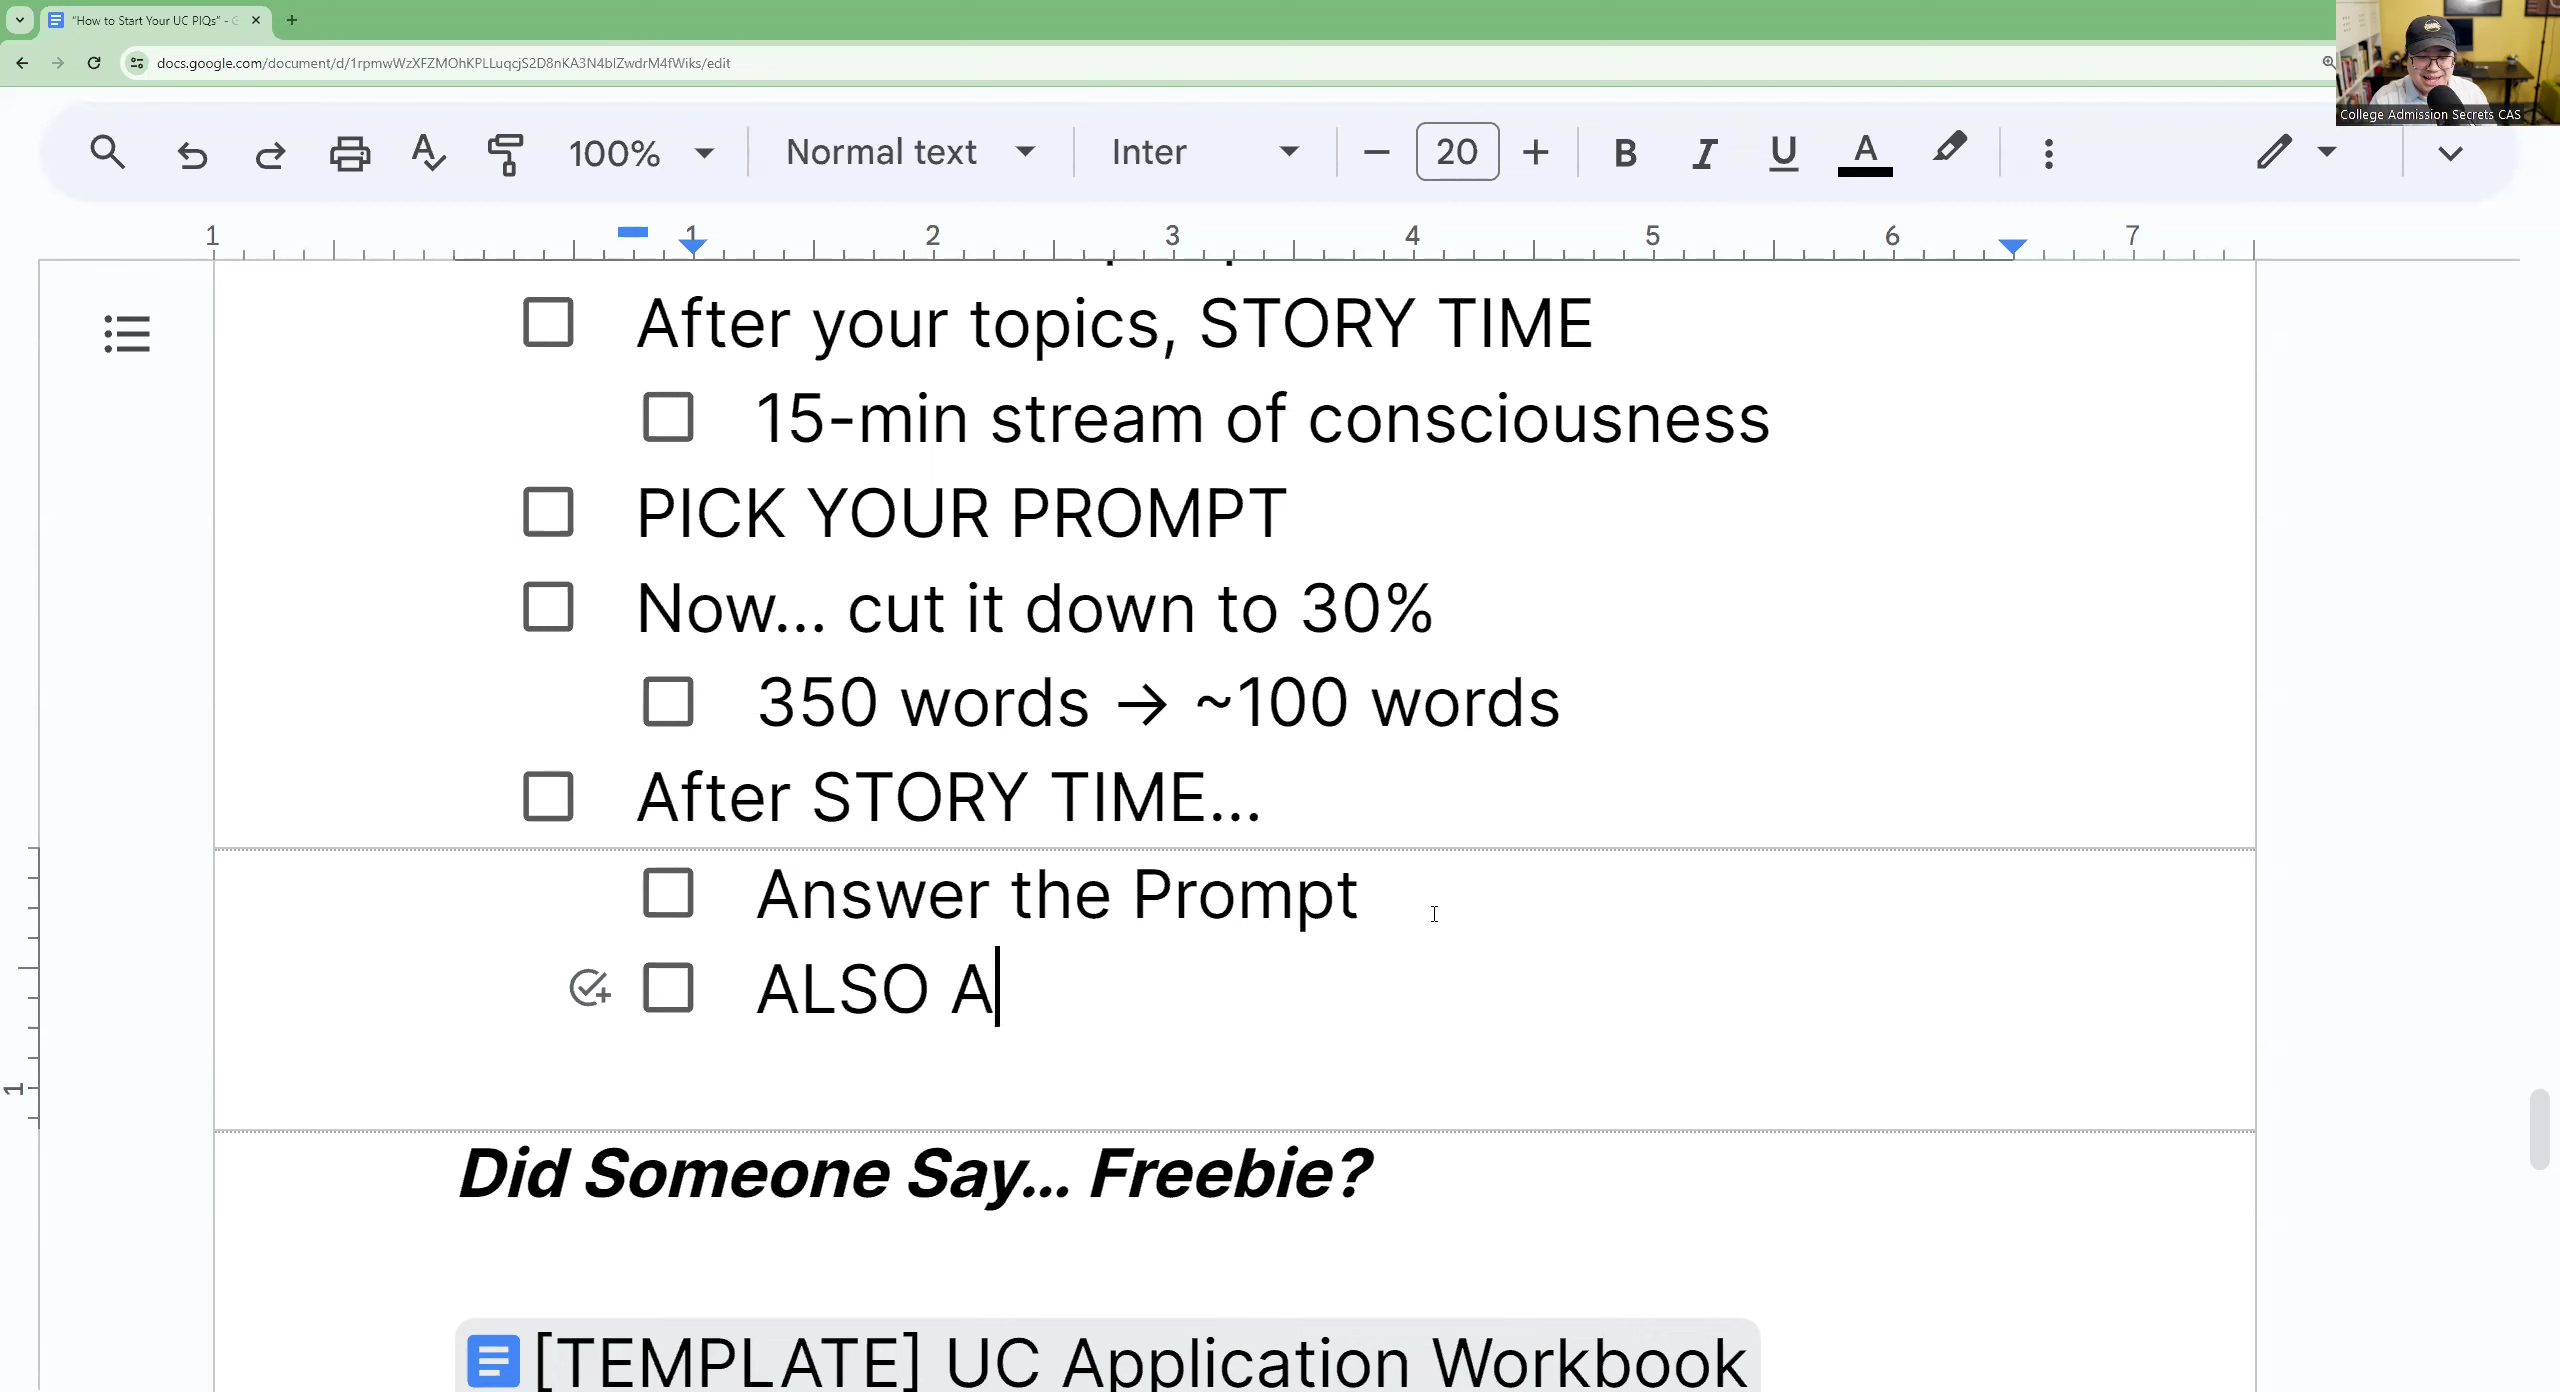 "How to Start Your UC PIQs" - G
docs.google.com/document/d/1rpmwWzXFZMOhKPLLuqcjS2D8nKA3N4blZwdrM4fWiks/edit
College Admission Secrets CAS
100% Normal text Inter 20 B I U A
1 1 2 3 4 5 6 7
After your topics, STORY TIME
15-min stream of consciousness
PICK YOUR PROMPT
Now... cut it down to 30%
350 words → ~100 words
After STORY TIME...
Answer the Prompt
ALSO A
1
Did Someone Say... Freebie?
[TEMPLATE] UC Application Workbook